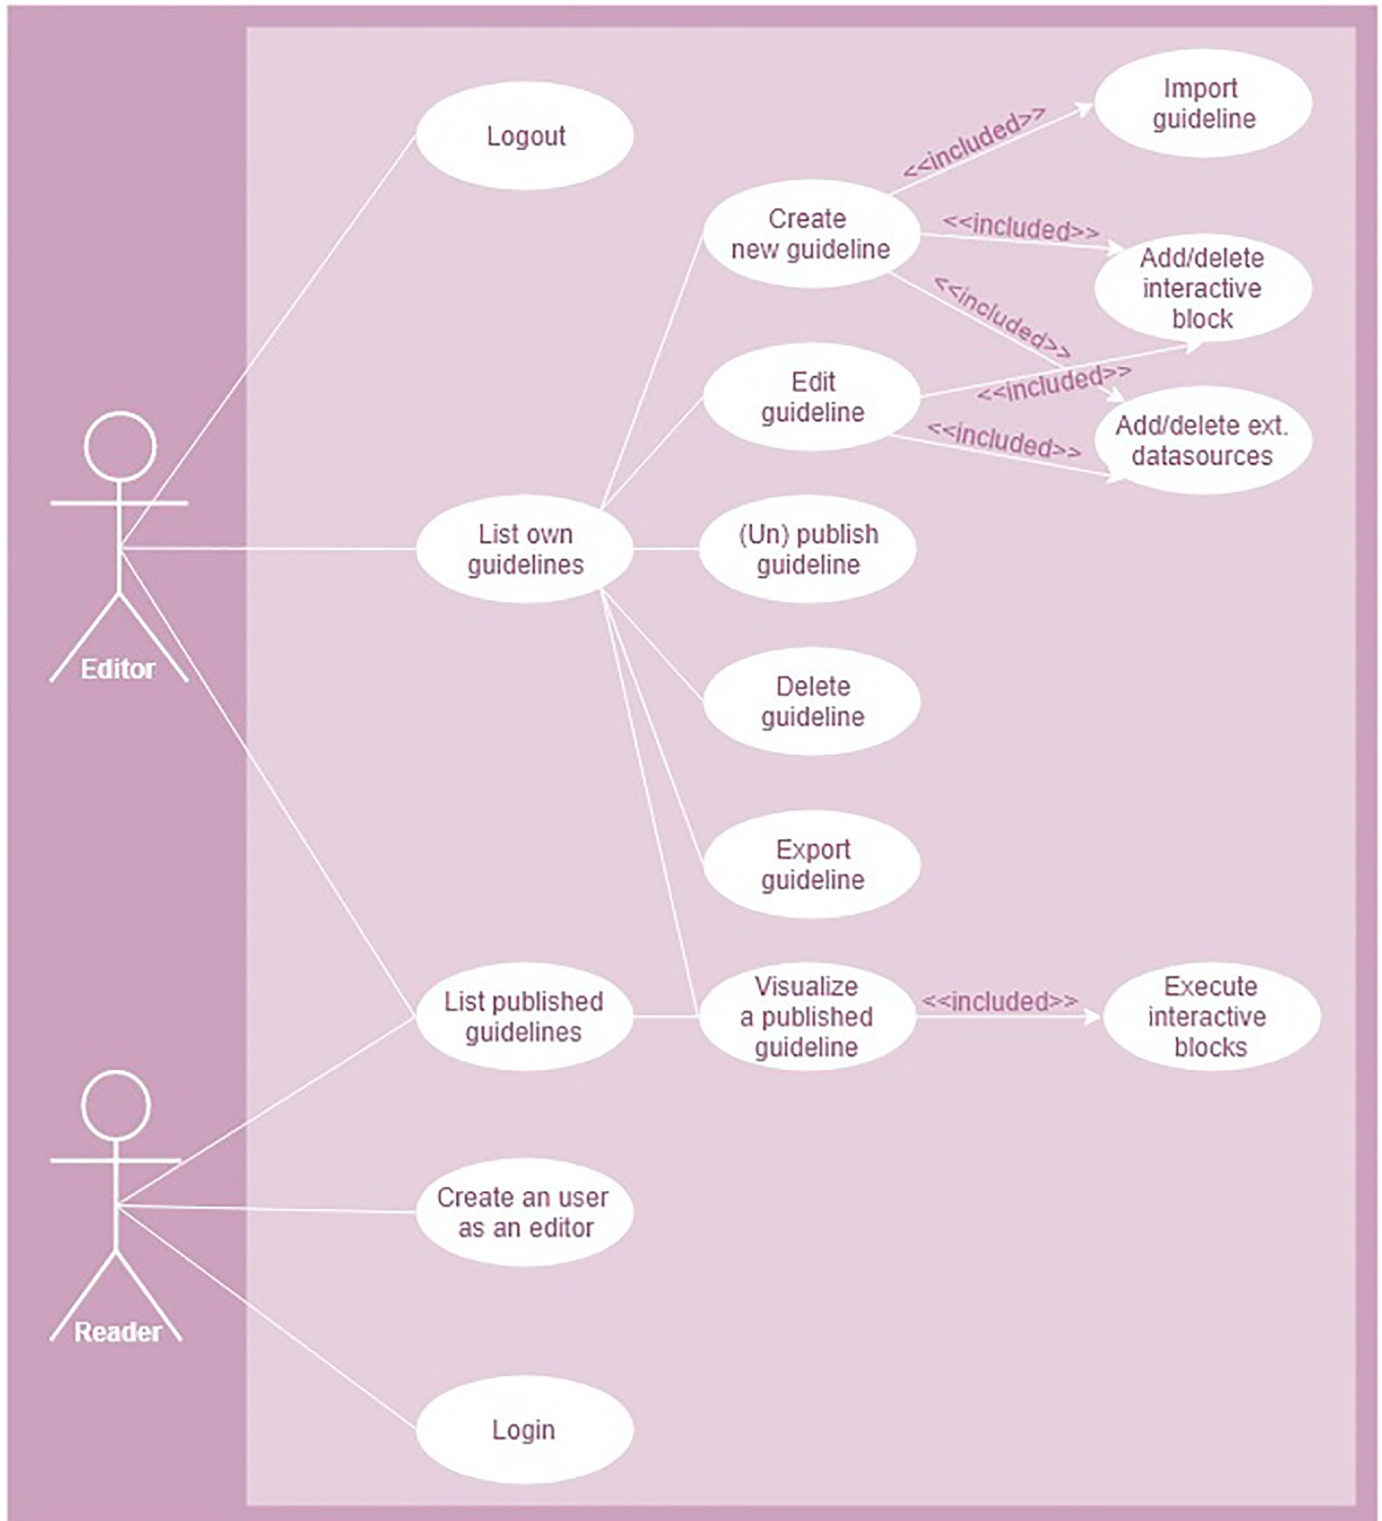 Logout
Import
guideline
<<included>>
Create
new guideline
<<included>>
Add/delete
interactive
block
<<included>>
Edit
guideline
<<included>>
<<included>>
Add/delete ext.
datasources
List own
guidelines
(Un) publish
guideline
Editor
Delete
guideline
Export
guideline
List published
guidelines
Visualize
a published
guideline
<<included>>
Execute
interactive
blocks
Create an user
as an editor
Reader
Login